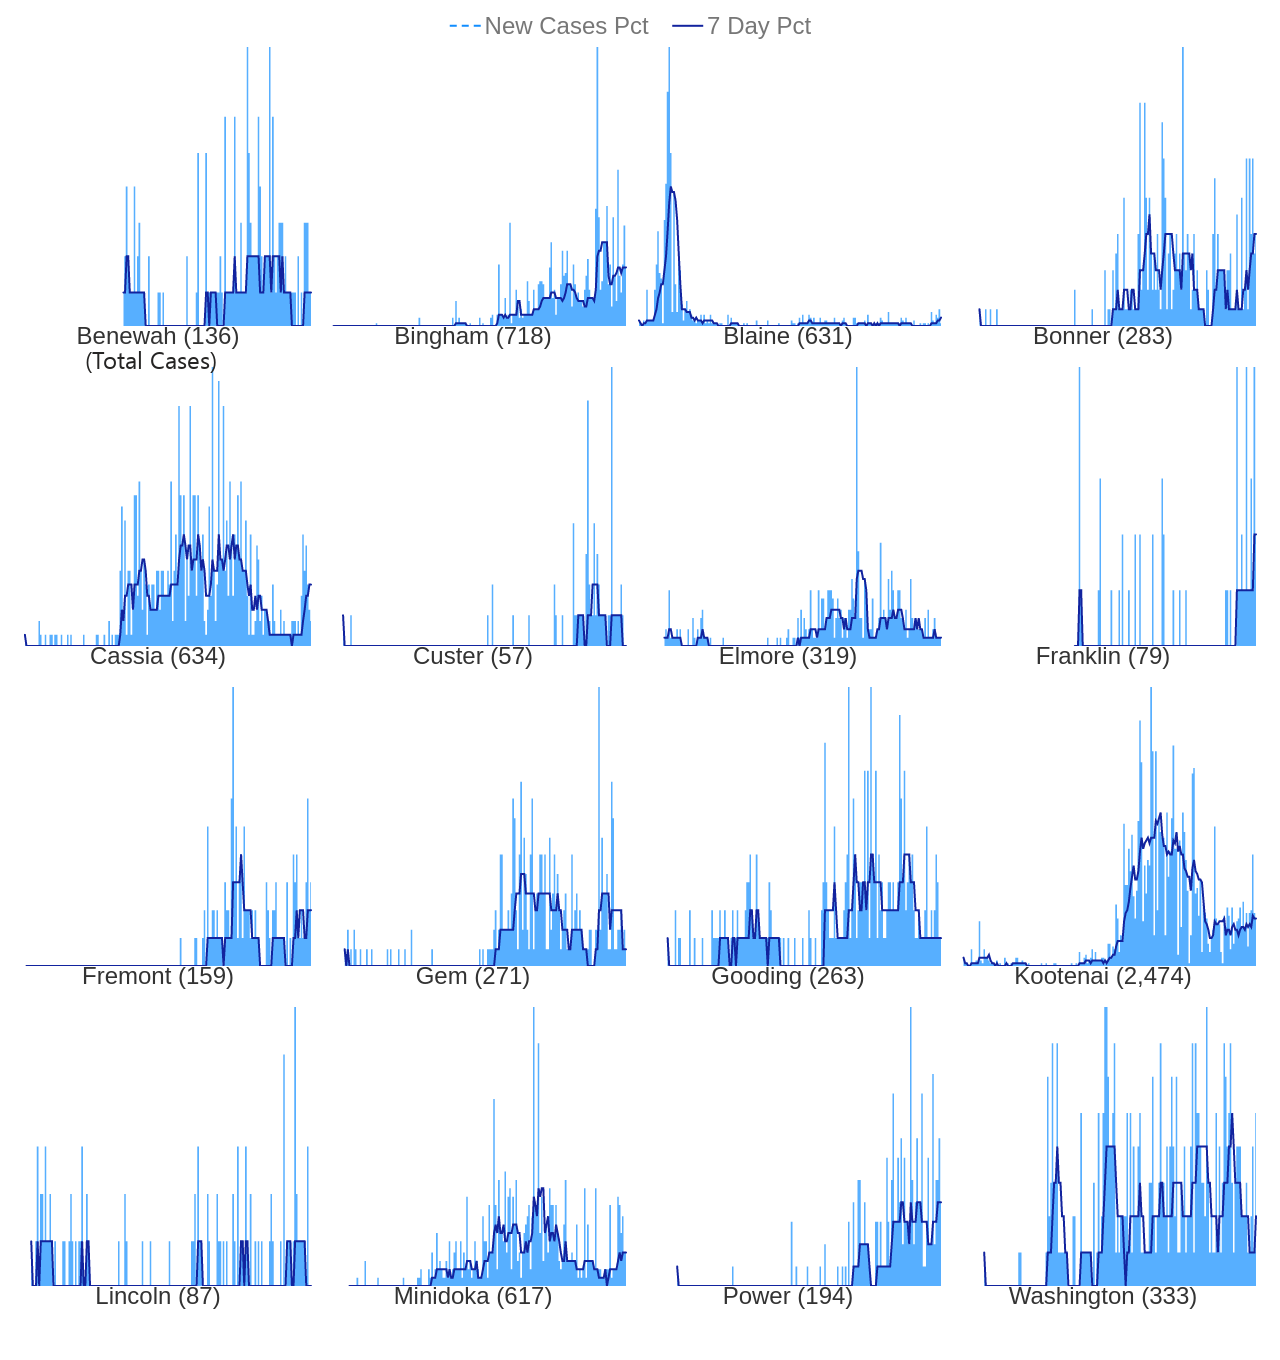 New Cases Pct 7 Day Pct
Benewah (136) Bingham (718) Blaine (631) Bonner (283)
(Total Cases)
Cassia (634) Custer (57) Elmore (319) Franklin (79)
Fremont (159) Gem (271) Gooding (263) Kootenai (2,474)
Lincoln (87) Minidoka (617) Power (194) Washington (333)